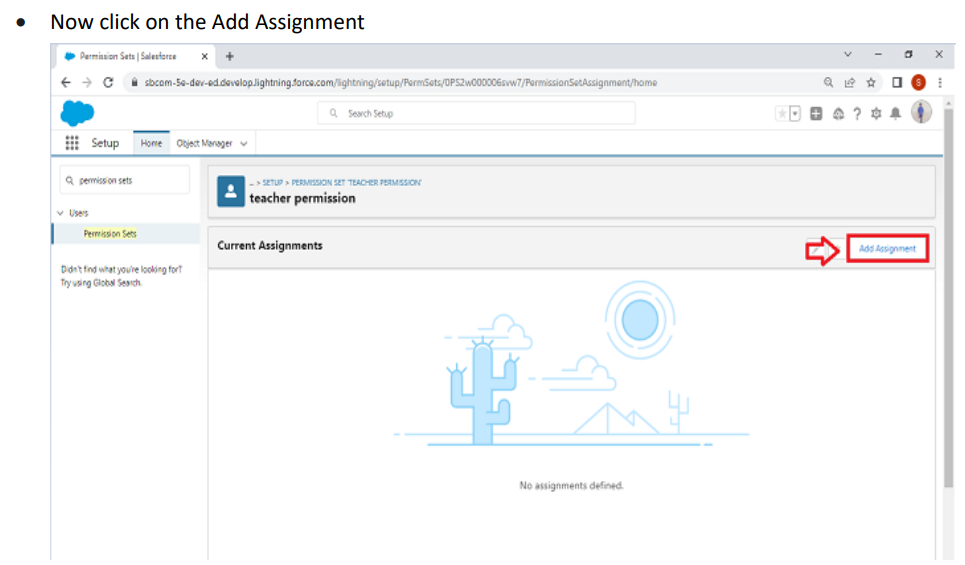 • Now click on the Add Assignment
Permission Sets | Salesforce
sbcom-5e-dev-ed.develop.lightning.force.com/lightning/setup/PermSets/0PS2w000006svw7/PermissionSetAssignment/home
S
Search Setup
Setup Home Object Manager
permission sets
... > SETUP > PERMISSION SET 'TEACHER PERMISSION'
teacher permission
Users
Permission Sets
Didn't find what you're looking for?
Try using Global Search.
Current Assignments
Add Assignment
No assignments defined.